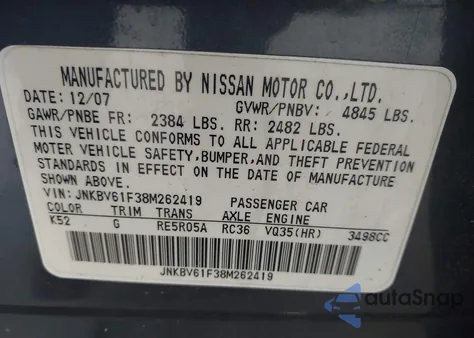 MANUFACTURED BY NISSAN MOTOR CO.,LTD.
DATE: 12/07 GVWR/PNBV: 4845 LBS.
GAWR/PNBE FR: 2384 LBS. RR: 2482 LBS.
THIS VEHICLE CONFORMS TO ALL APPLICABLE FEDERAL
MOTOR VEHICLE SAFETY, BUMPER, AND THEFT PREVENTION
STANDARDS IN EFFECT ON THE DATE OF MANUFACTURE
SHOWN ABOVE.
VIN: JNKBV61F38M262419 PASSENGER CAR
COLOR TRIM TRANS AXLE ENGINE
K52 G RE5R05A RC36 VQ35(HR) 3498CC
JNKBV61F38M262419
autoSnap